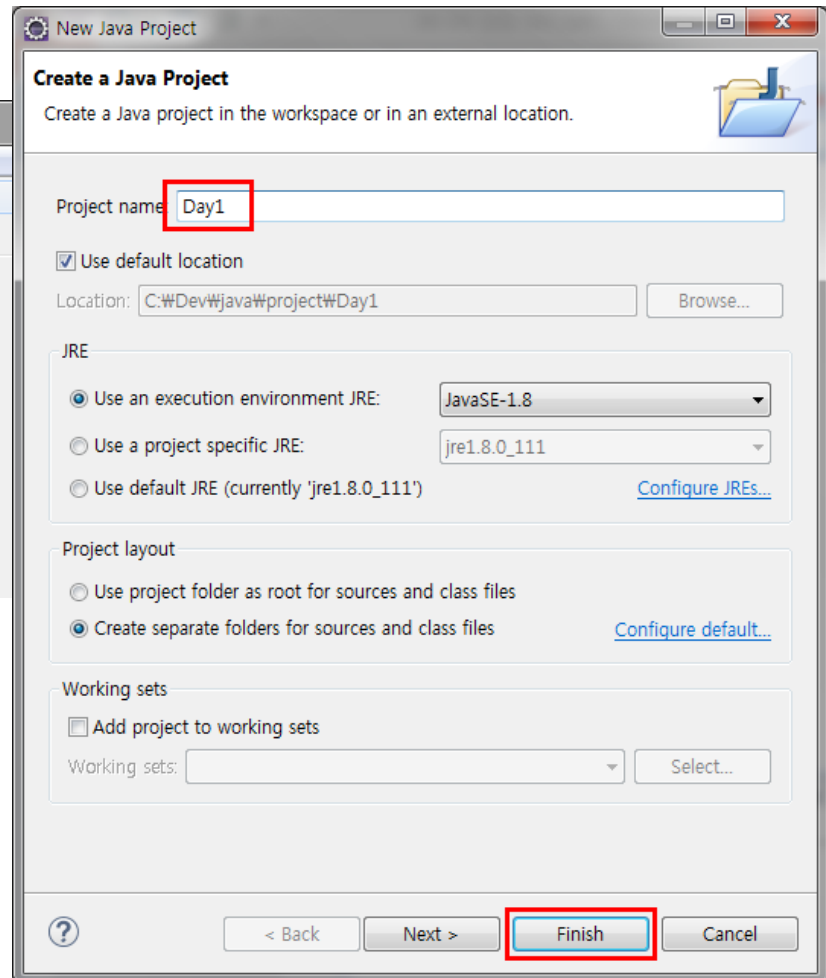 New Java Project
Create a Java Project
Create a Java project in the workspace or in an external location.
Project name: Day1
Use default location
Location: C:₩Dev₩java₩project₩Day1 Browse...
JRE
Use an execution environment JRE: JavaSE-1.8
Use a project specific JRE: jre1.8.0_111
Use default JRE (currently 'jre1.8.0_111') Configure JREs...
Project layout
Use project folder as root for sources and class files
Create separate folders for sources and class files Configure default...
Working sets
Add project to working sets
Working sets: Select...
? < Back Next > Finish Cancel